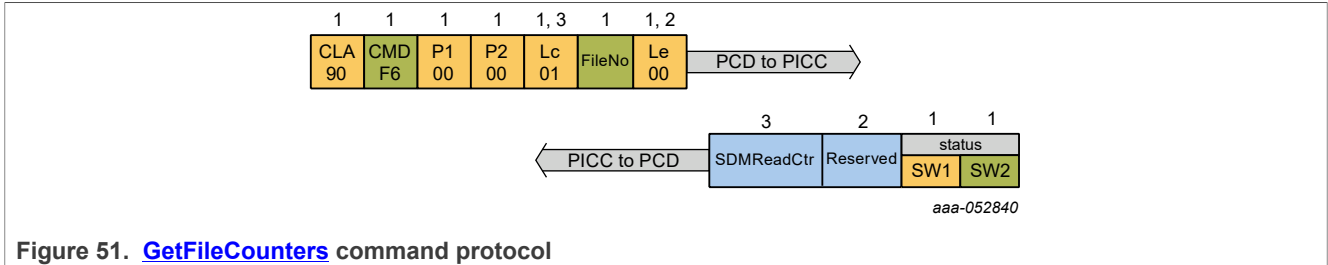 1 1 1 1 1, 3 1 1, 2
CLA CMD P1 P2 Lc FileNo Le
90 F6 00 00 01 00
PCD to PICC
3 2 1 1
PICC to PCD SDMReadCtr Reserved status
SW1 SW2
aaa-052840
Figure 51. GetFileCounters command protocol